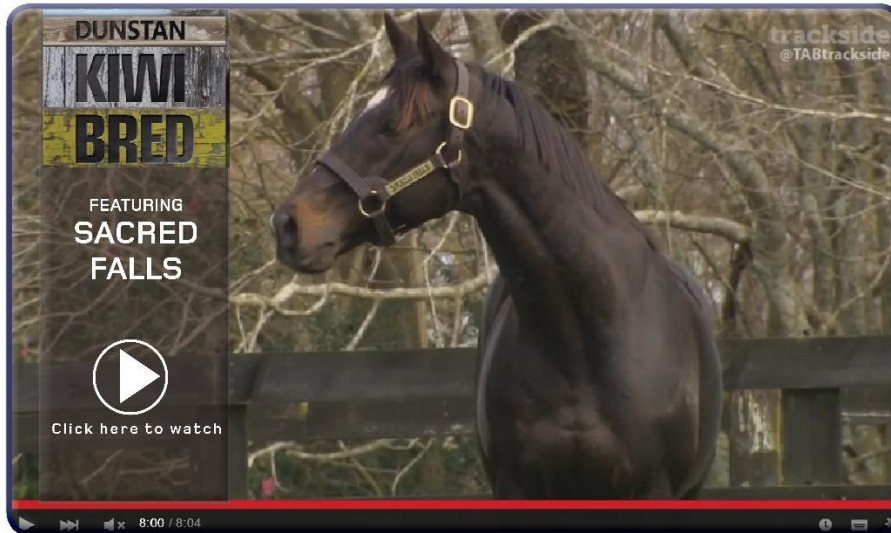 DUNSTAN
KIWI
BRED
FEATURING
SACRED
FALLS
Click here to watch
trackside
@TABtrackside
8:00 / 8:04